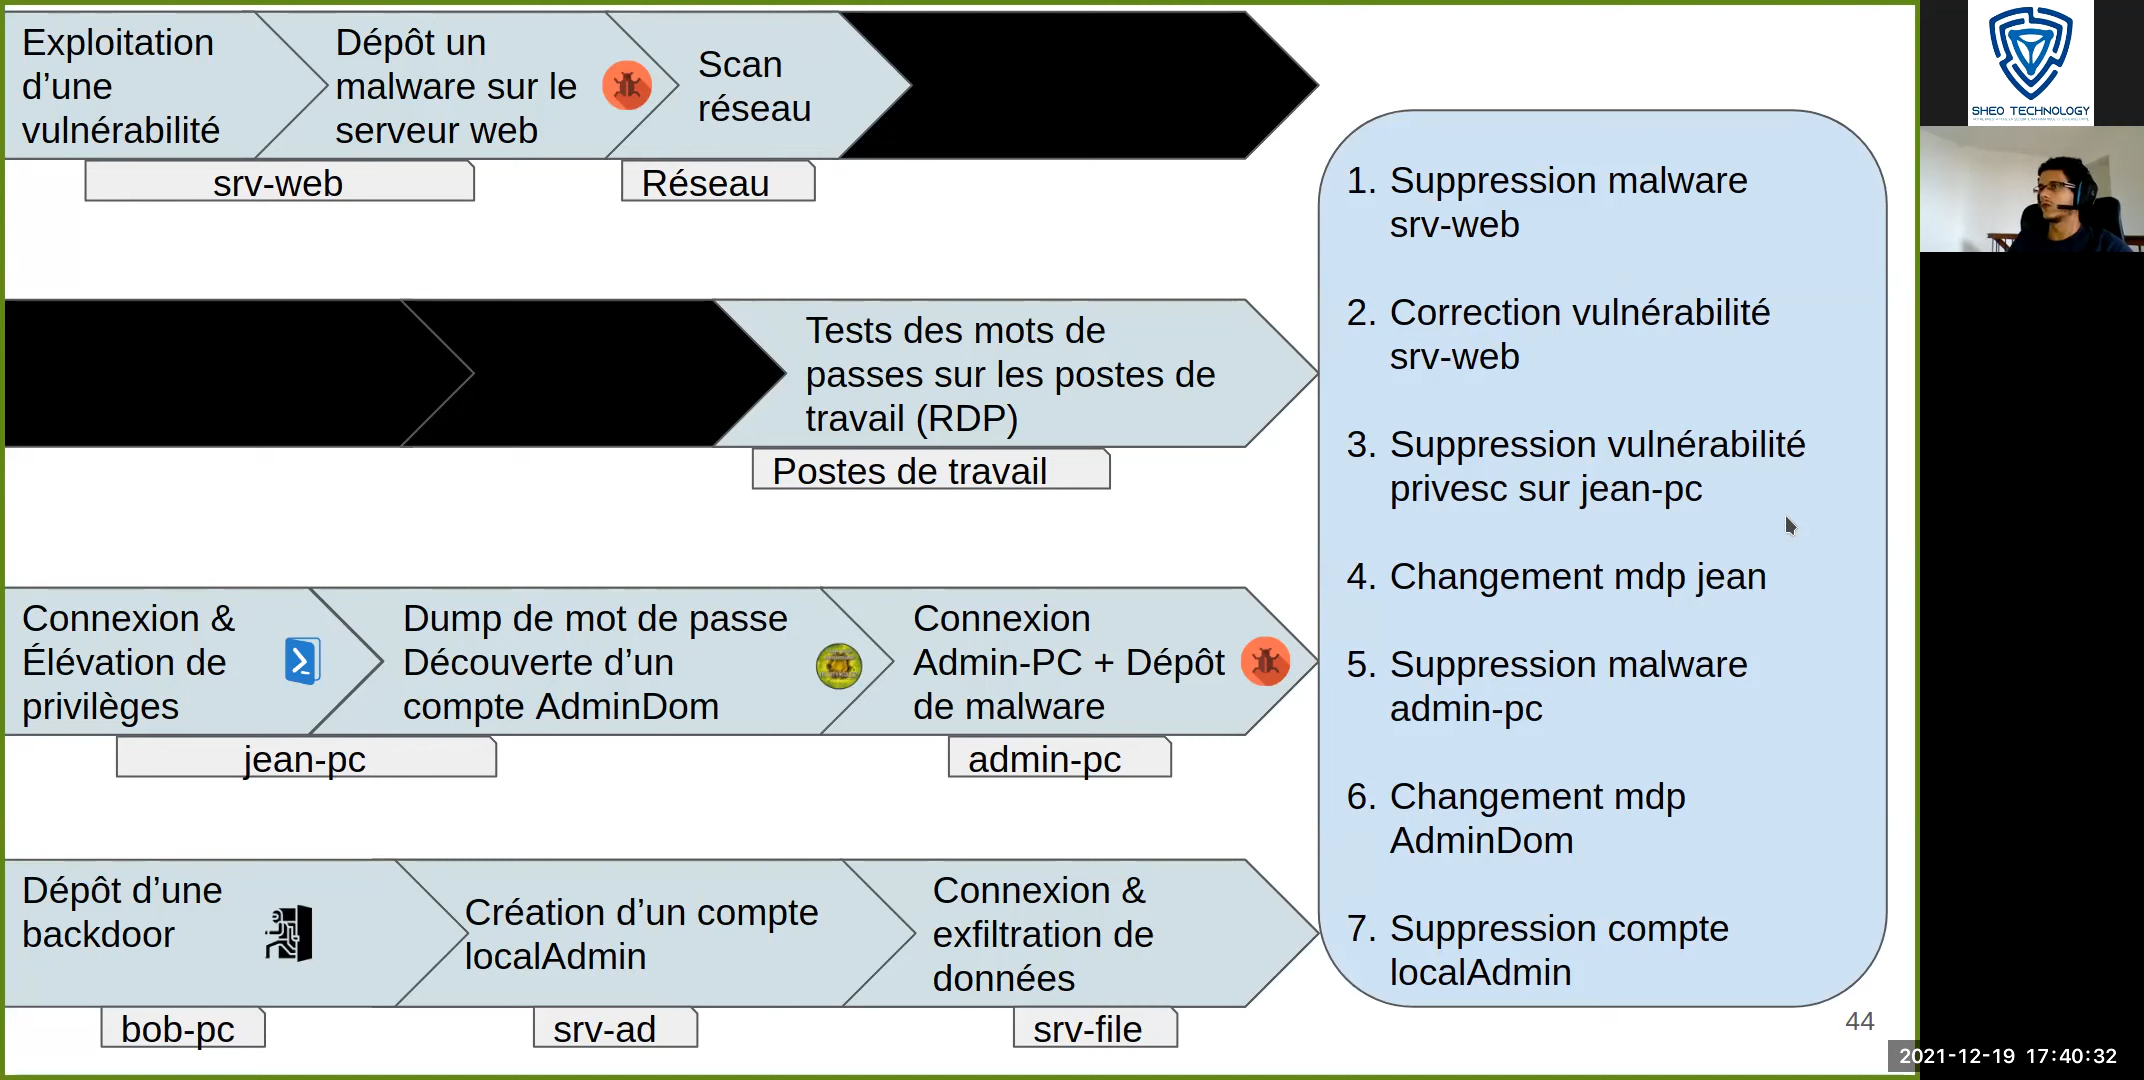 Exploitation
d’une
vulnérabilité
Dépôt un
malware sur le
serveur web
Scan
réseau
srv-web
Réseau
Tests des mots de
passes sur les postes de
travail (RDP)
Postes de travail
Connexion &
Élévation de
privilèges
Dump de mot de passe
Découverte d’un
compte AdminDom
Connexion
Admin-PC + Dépôt
de malware
jean-pc
admin-pc
Dépôt d’une
backdoor
Création d’un compte
localAdmin
Connexion &
exfiltration de
données
bob-pc
srv-ad
srv-file
1. Suppression malware
srv-web
2. Correction vulnérabilité
srv-web
3. Suppression vulnérabilité
privesc sur jean-pc
4. Changement mdp jean
5. Suppression malware
admin-pc
6. Changement mdp
AdminDom
7. Suppression compte
localAdmin
44
SHEO TECHNOLOGY
2021-12-19 17:40:32